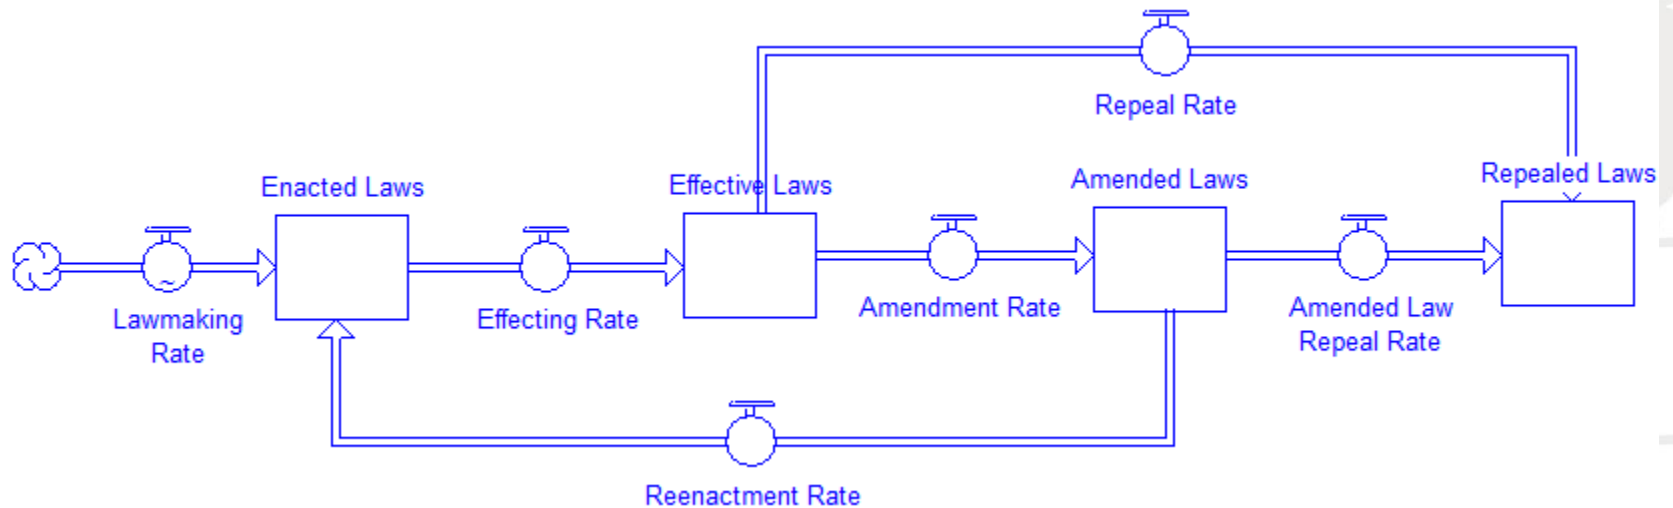 Repeal Rate
Enacted Laws
Effective Laws
Amended Laws
Repealed Laws
Lawmaking
Rate
Effecting Rate
Amendment Rate
Amended Law
Repeal Rate
Reenactment Rate